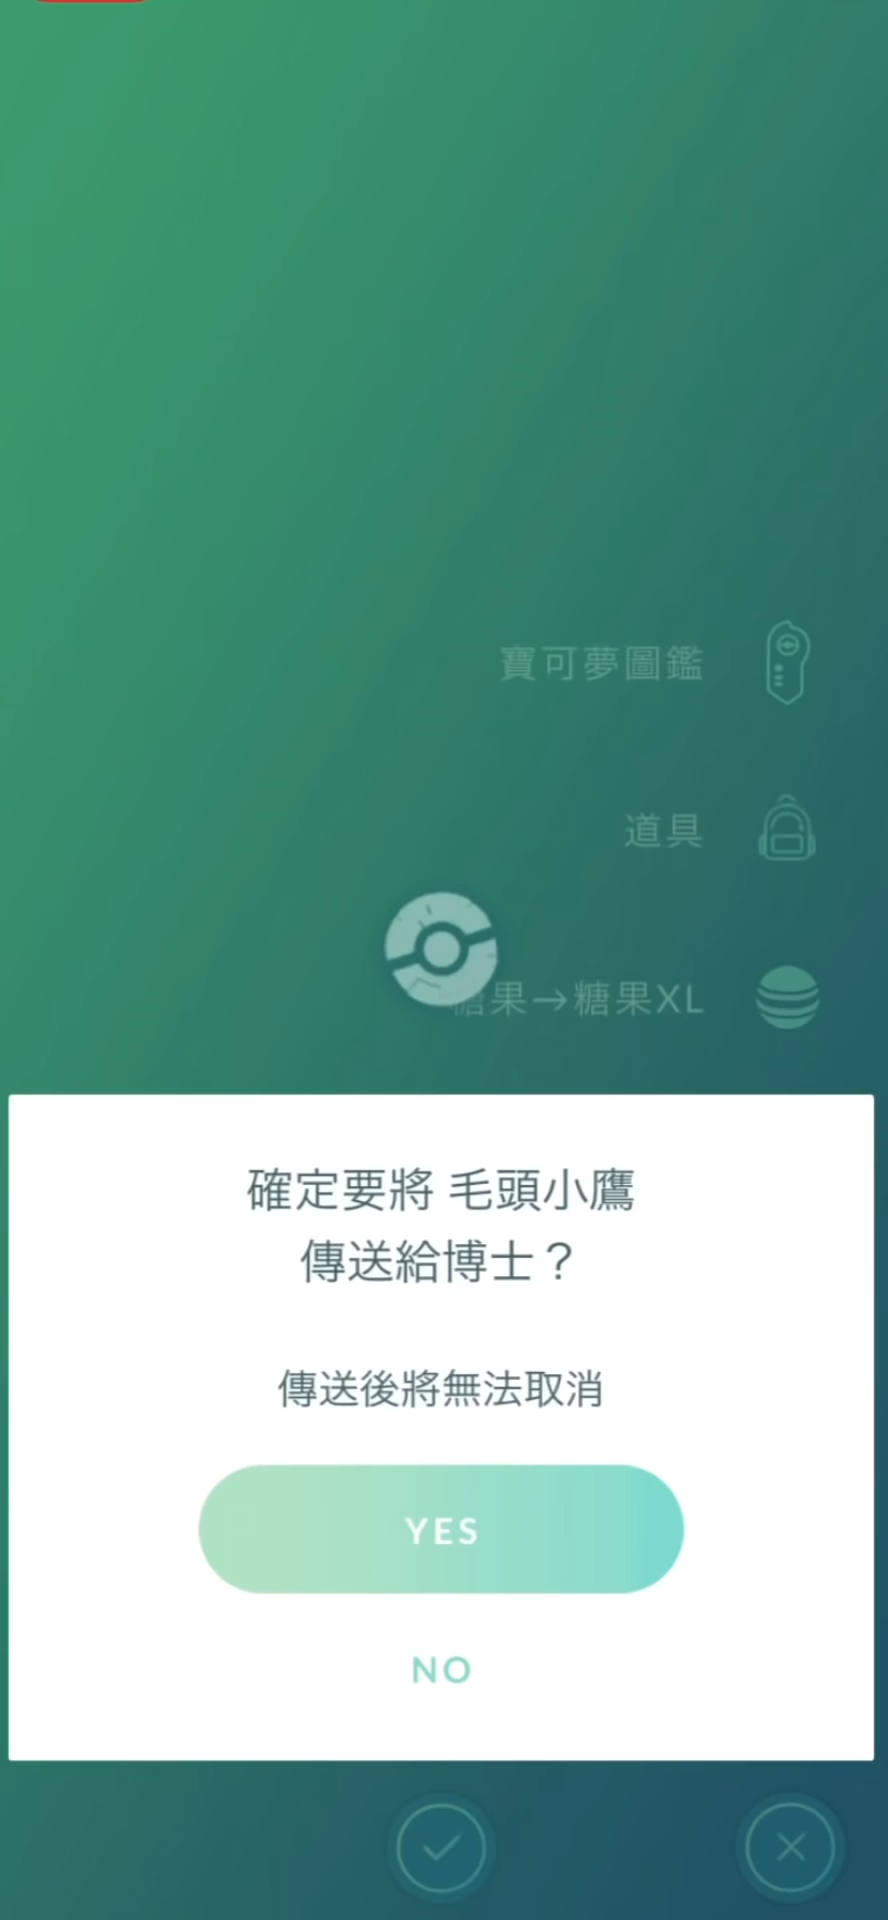 寶可夢圖鑑
道具
糖果→糖果XL
確定要將 毛頭小鷹
傳送給博士？
傳送後將無法取消
YES
NO